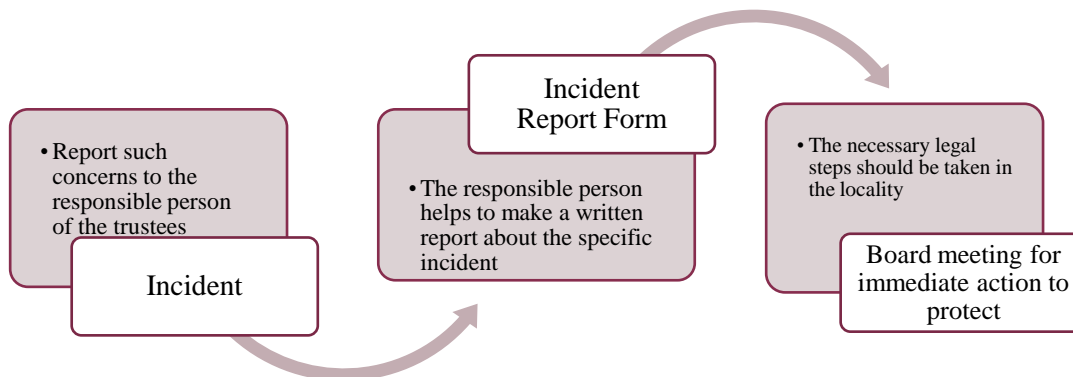 • Report such
concerns to the
responsible person
of the trustees
Incident
Incident
Report Form
• The responsible person
helps to make a written
report about the specific
incident
• The necessary legal
steps should be taken in
the locality
Board meeting for
immediate action to
protect